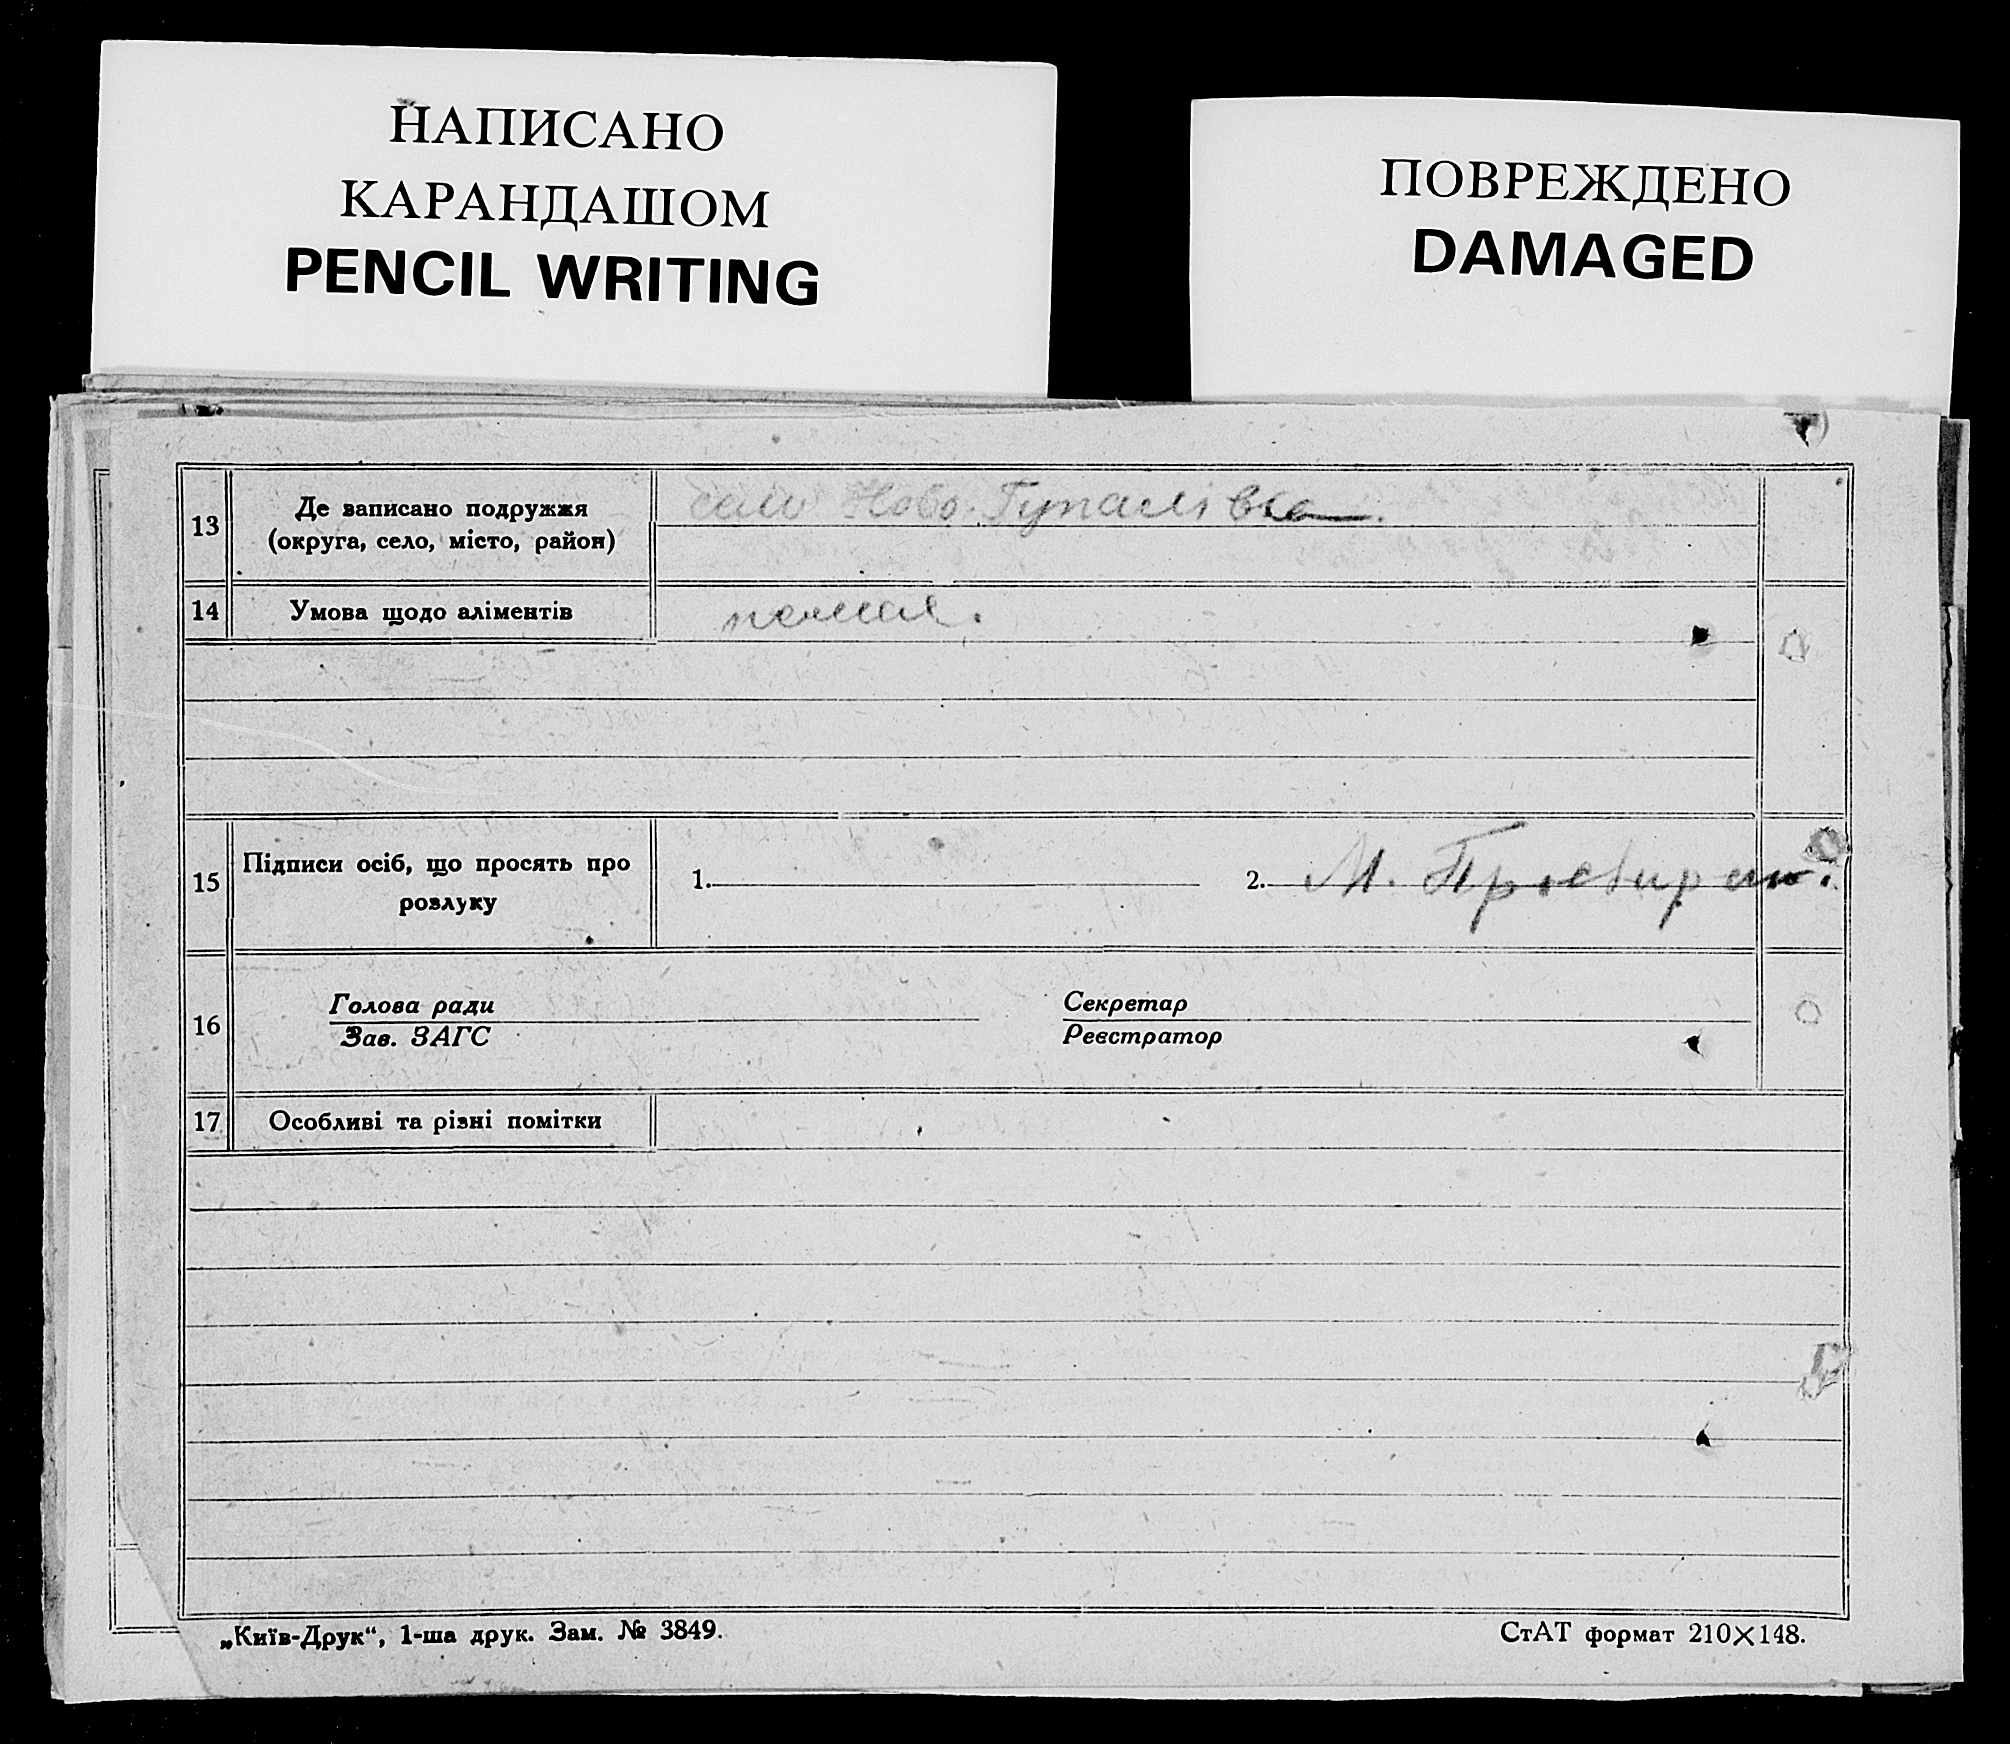 НАПИСАНО
КАРАНДАШОМ
PENCIL WRITING
ПОВРЕЖДЕНО
DAMAGED
13 Де записано подружжя (округа, село, місто, район) село Ново-Гупалівка.
14 Умова щодо аліментів немає.
15 Підписи осіб, що просять про розлуку 1. 2. М.
16 Голова ради Секретар
Зав. ЗАГС Реєстратор
17 Особливі та різні помітки
„Київ-Друк“, 1-ша друк. Зам. № 3849. СтАТ формат 210×148.